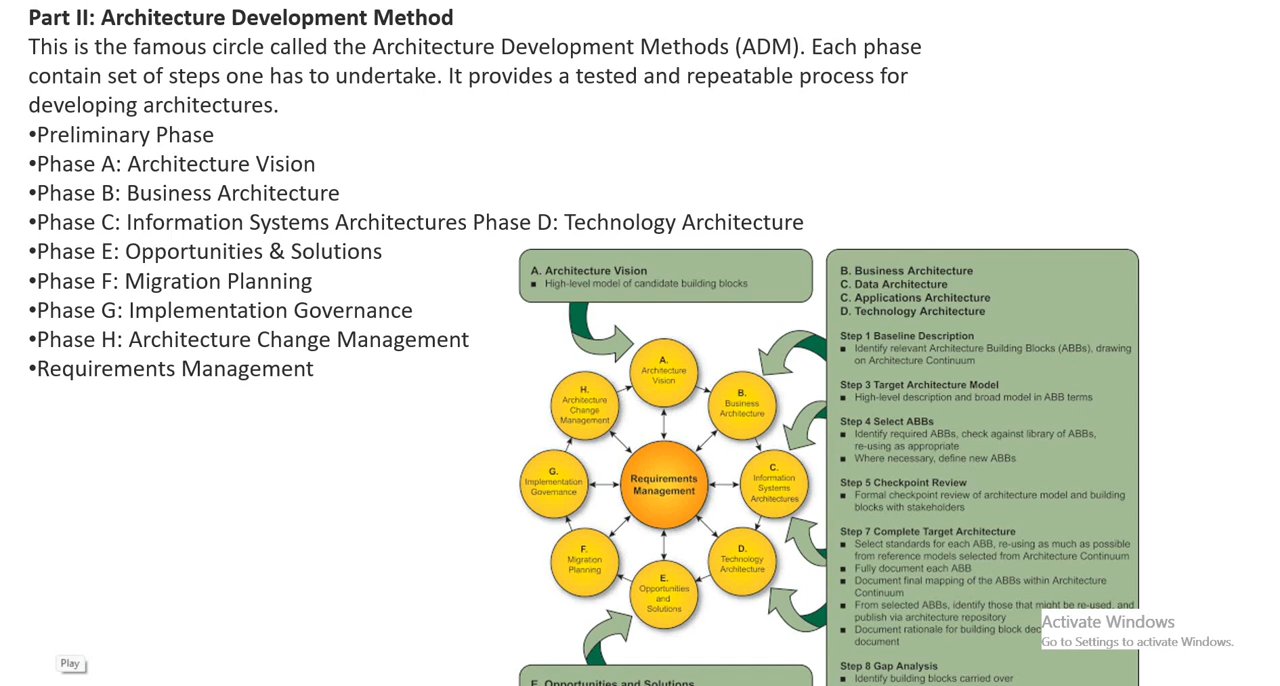 Part II: Architecture Development Method
This is the famous circle called the Architecture Development Methods (ADM). Each phase
contain set of steps one has to undertake. It provides a tested and repeatable process for
developing architectures.
•Preliminary Phase
•Phase A: Architecture Vision
•Phase B: Business Architecture
•Phase C: Information Systems Architectures Phase D: Technology Architecture
•Phase E: Opportunities & Solutions
•Phase F: Migration Planning
•Phase G: Implementation Governance
•Phase H: Architecture Change Management
•Requirements Management
A. Architecture Vision
■ High-level model of candidate building blocks
A.
Architecture
Vision
B.
Business
Architecture
C.
Information
Systems
Architectures
D.
Technology
Architecture
E.
Opportunities
and
Solutions
F.
Migration
Planning
G.
Implementation
Governance
H.
Architecture
Change
Management
Requirements
Management
B. Business Architecture
C. Data Architecture
C. Applications Architecture
D. Technology Architecture
Step 1 Baseline Description
■ Identify relevant Architecture Building Blocks (ABBs), drawing
on Architecture Continuum
Step 3 Target Architecture Model
■ High-level description and broad model in ABB terms
Step 4 Select ABBs
■ Identify required ABBs, check against library of ABBs,
re-using as appropriate
■ Where necessary, define new ABBs
Step 5 Checkpoint Review
■ Formal checkpoint review of architecture model and building
blocks with stakeholders
Step 7 Complete Target Architecture
■ Select standards for each ABB, re-using as much as possible
from reference models selected from Architecture Continuum
■ Fully document each ABB
■ Document final mapping of the ABBs within Architecture
Continuum
■ From selected ABBs, identify those that might be re-used, and
publish via architecture repository
■ Document rationale for building block
document
Step 8 Gap Analysis
■ Identify building blocks carried over
E. Opportunities and Solutions
Activate Windows
Go to Settings to activate Windows.
Play